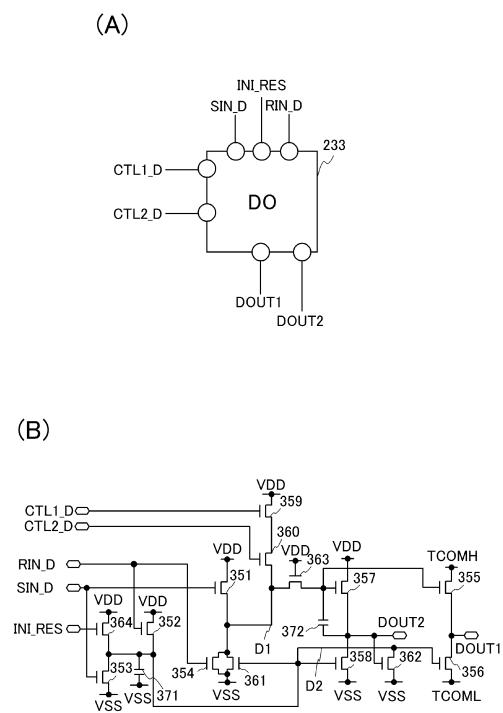 (A)
INI_RES
SIN_D RIN_D
233
CTL1_D
DO
CTL2_D
DOUT1
DOUT2
(B)
VDD
CTL1_D 359
CTL2_D 360
VDD VDD VDD
RIN_D 363
351 TCOMH
SIN_D 357 355
VDD VDD
INI_RES 364 352 372 DOUT2
D1 DOUT1
353 354 361 D2 358 362 356
371
VSS VSS VSS VSS VSS TCOML